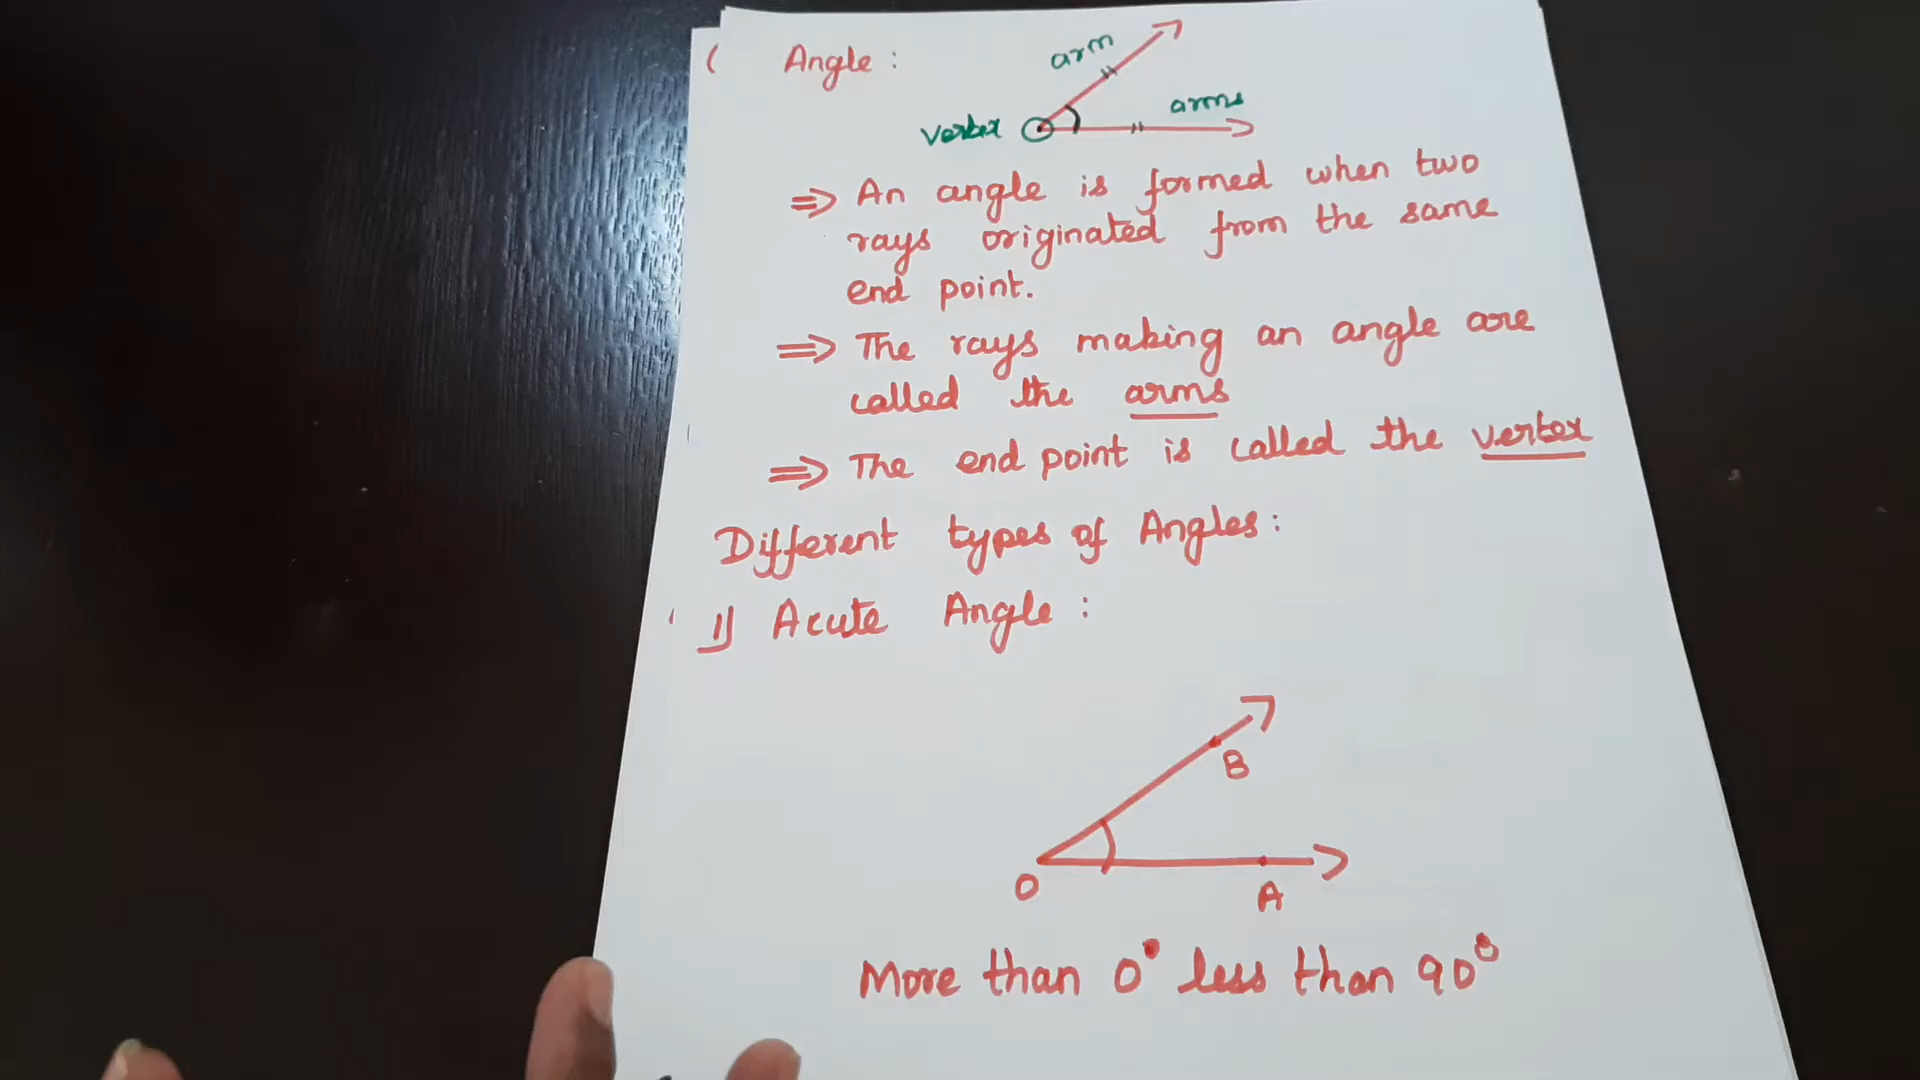 Angle :
arm
arms
Vertex
⇒ An angle is formed when two
rays originated from the same
end point.
⇒ The rays making an angle are
called the arms
⇒ The end point is called the vertex
Different types of Angles :
1) Acute Angle :
B
O
A
More than 0° less than 90°